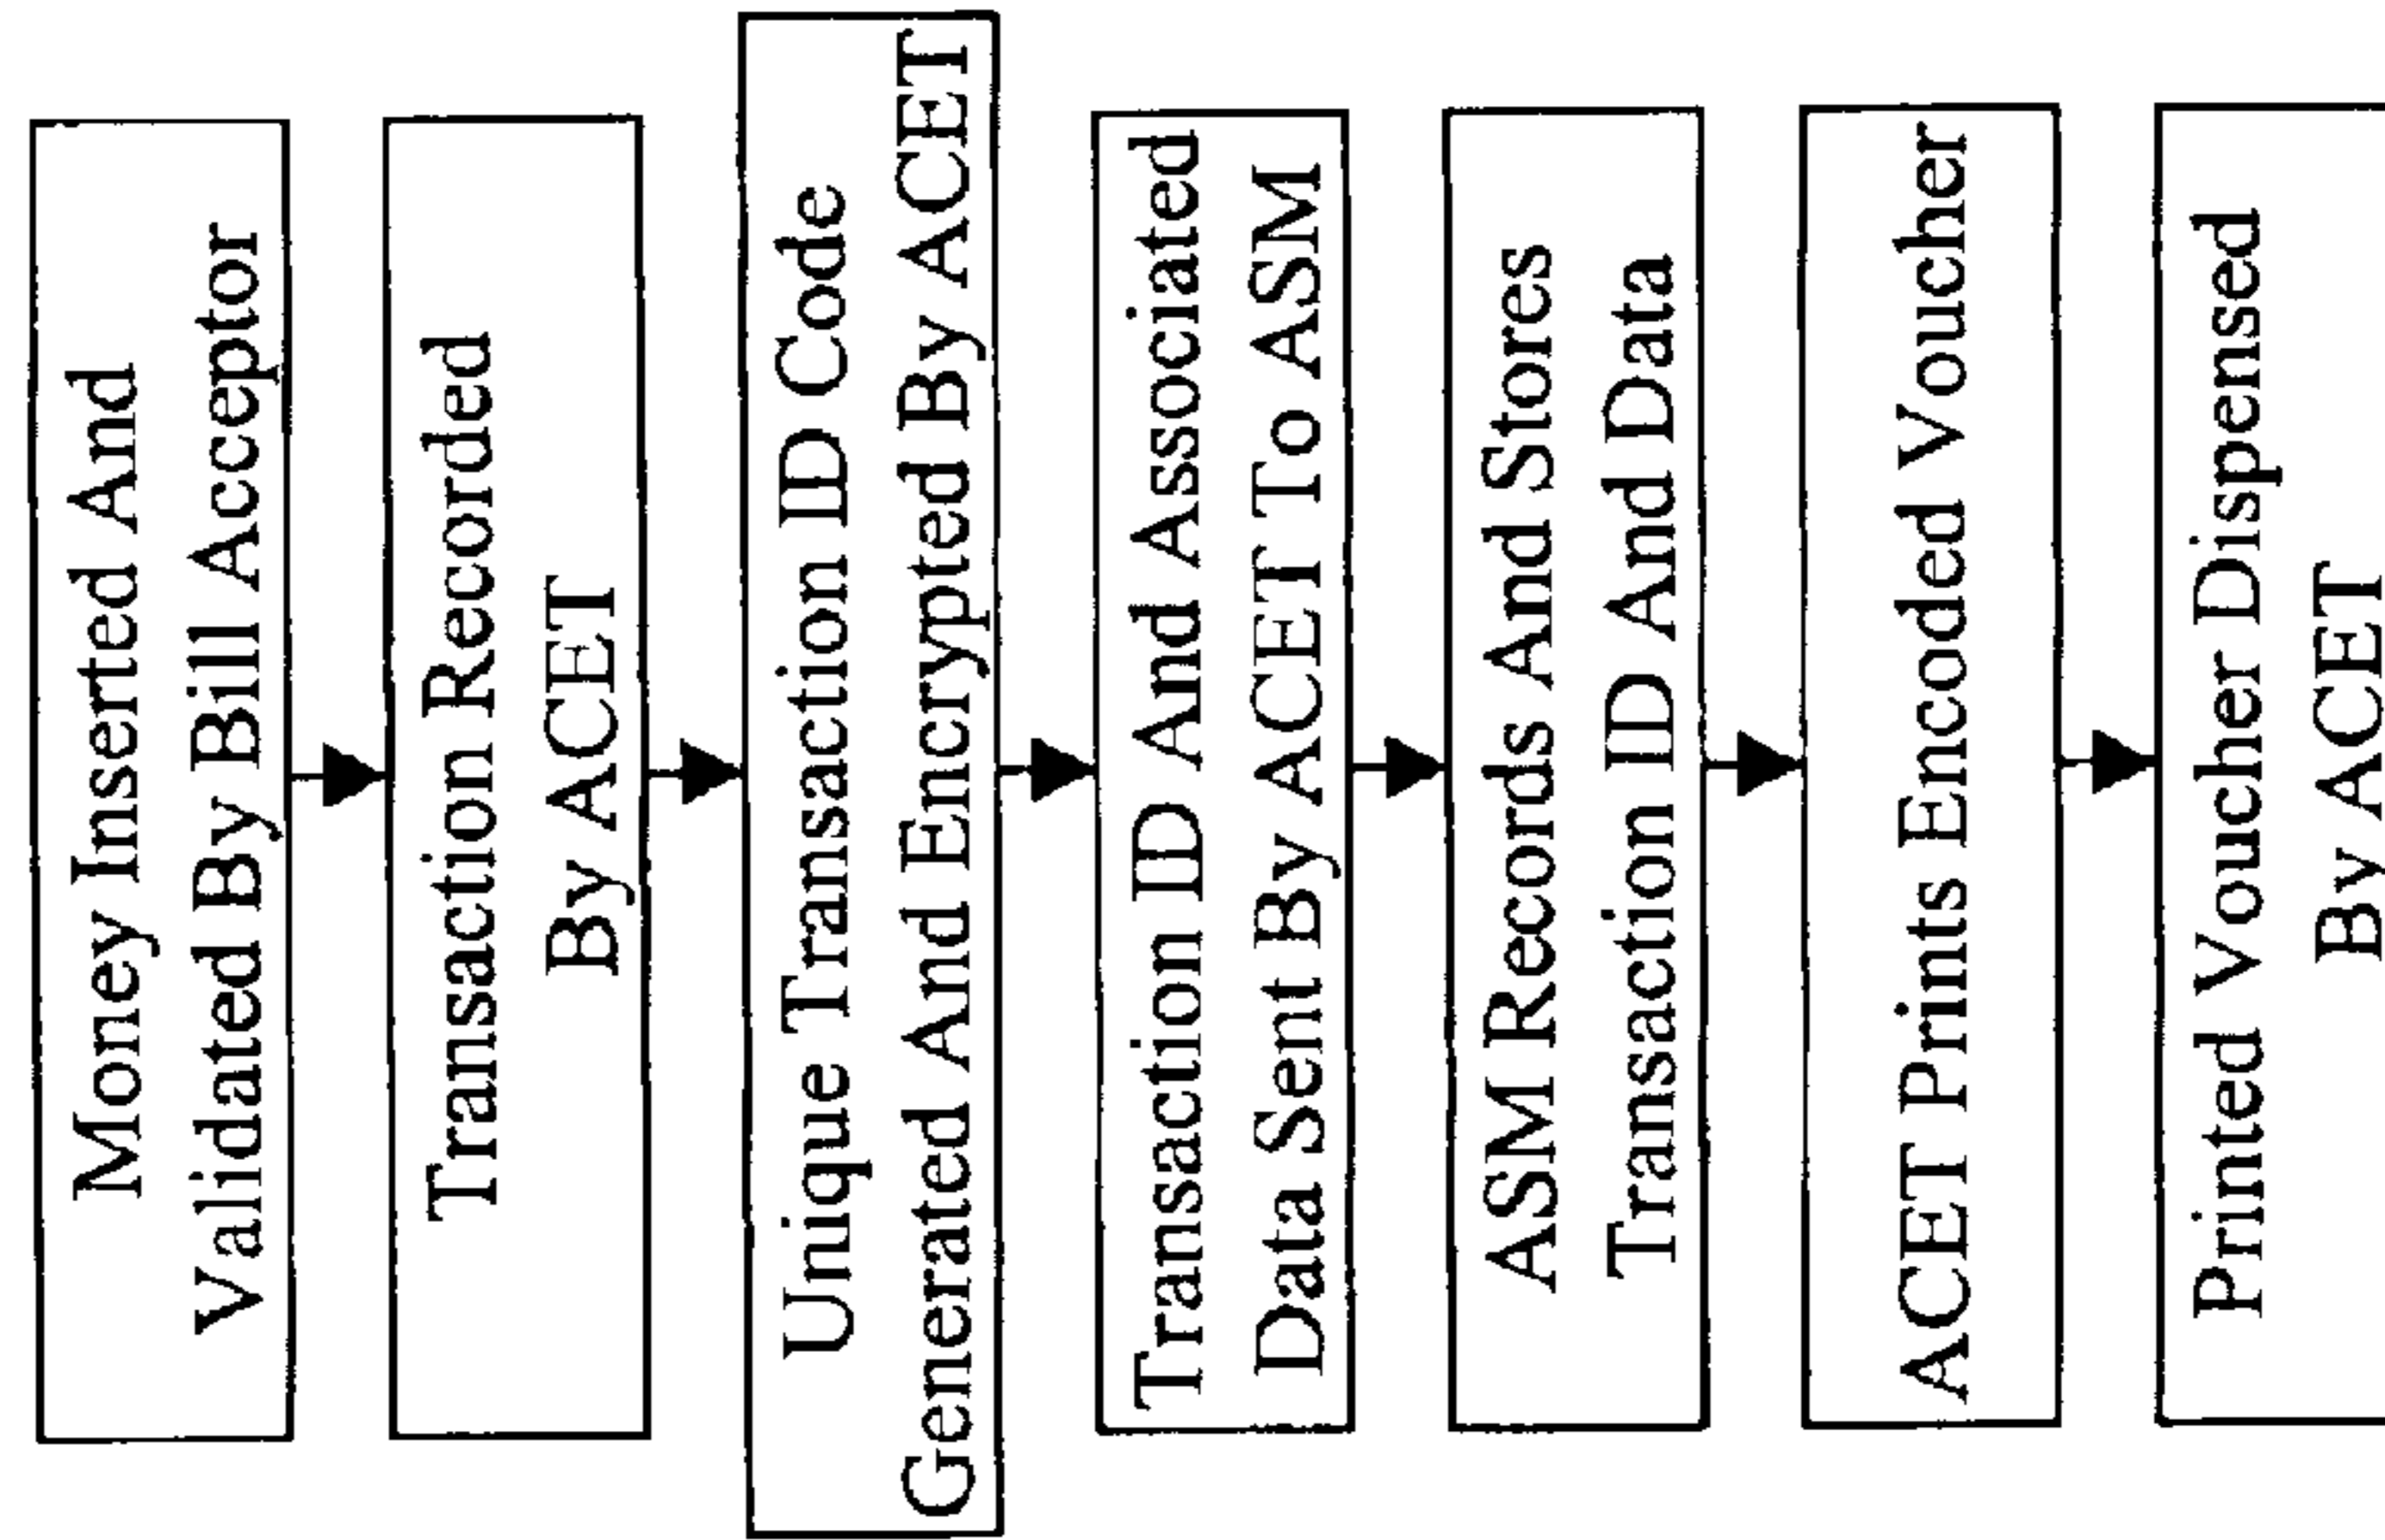 Money Inserted And
Validated By Bill Acceptor
Transaction Recorded
By ACET
Unique Transaction ID Code
Generated And Encrypted By ACET
Transaction ID And Associated
Data Sent By ACET To ASM
ASM Records And Stores
Transaction ID And Data
ACET Prints Encoded Voucher
Printed Voucher Dispensed
By ACET